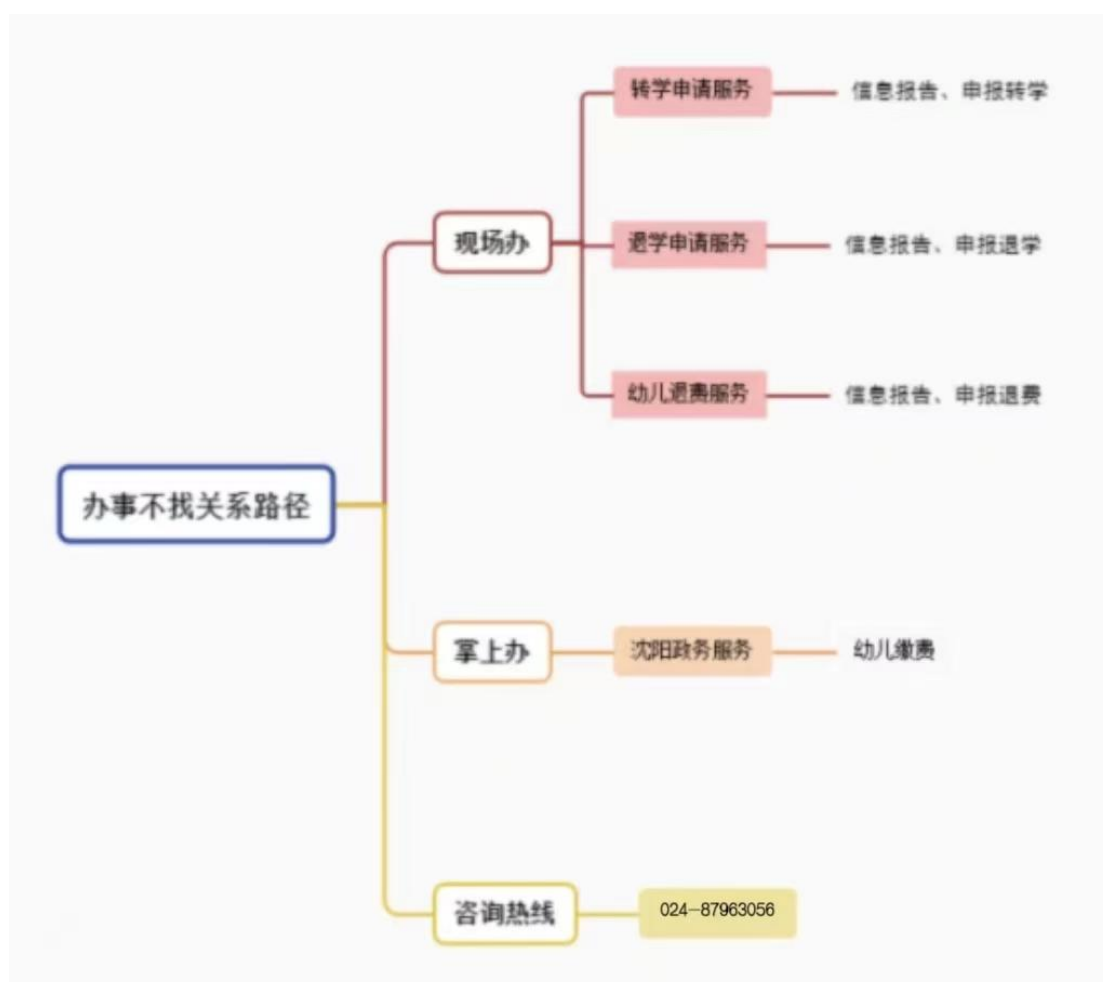 转学申请服务
信息报告、申报转学
现场办
退学申请服务
信息报告、申报退学
幼儿退费服务
信息报告、申报退费
办事不找关系路径
掌上办
沈阳政务服务
幼儿缴费
咨询热线
024-87963056